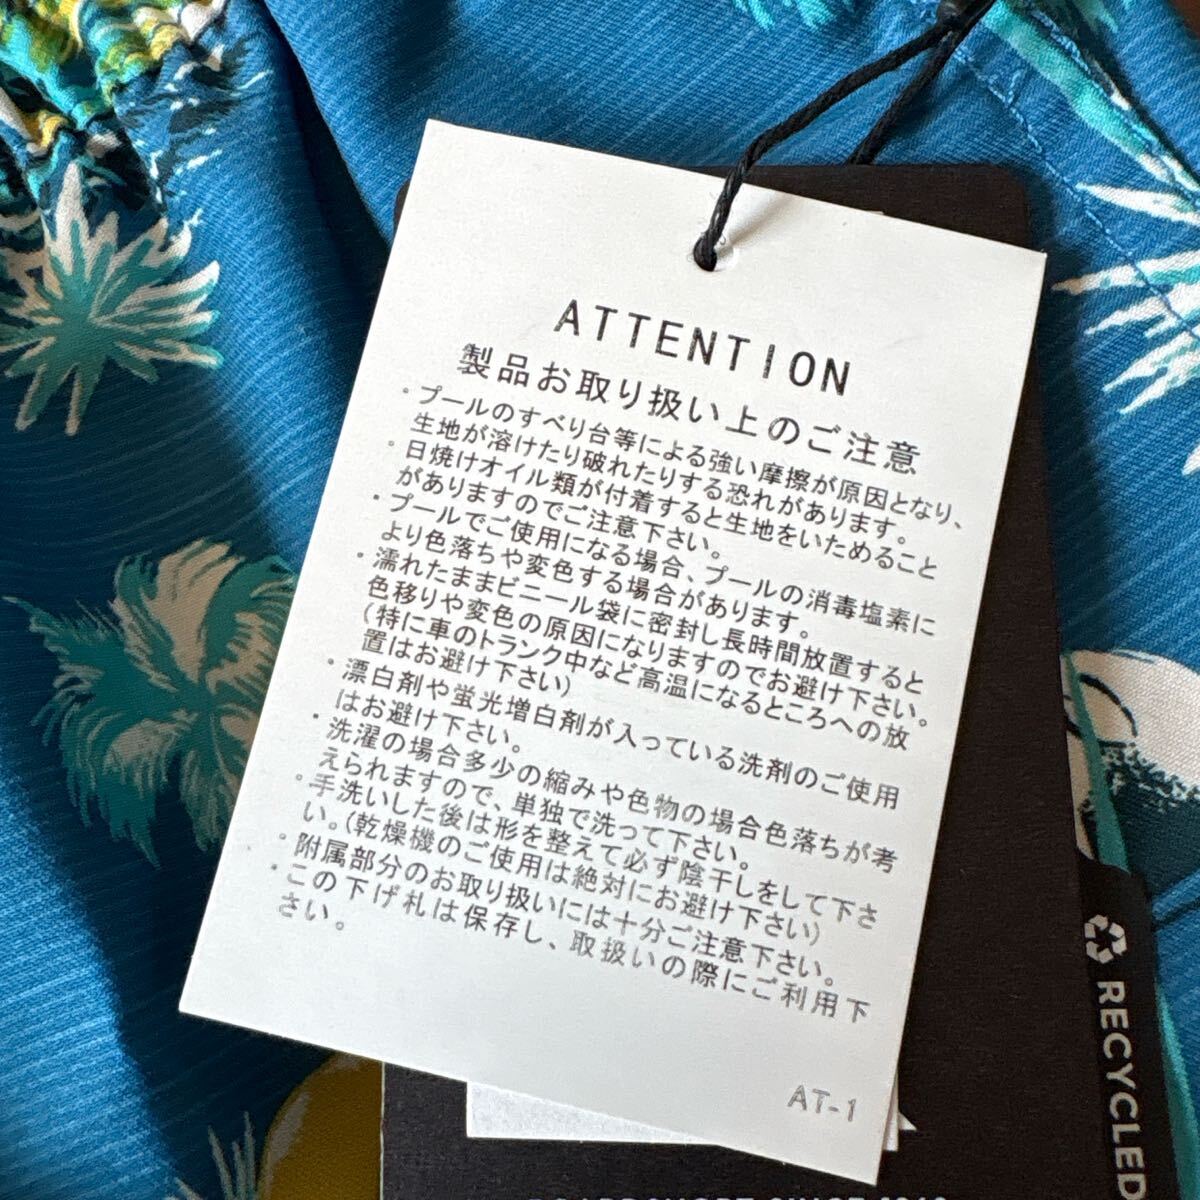 ATTENTION
製品お取り扱い上のご注意
・プールのすべり台等による強い摩擦が原因となり、
生地が溶けたり破れたりする恐れがあります。
・日焼けオイル類が付着すると生地をいためること
がありますのでご注意下さい。
・プールでご使用になる場合、プールの消毒塩素に
より色落ちや変色する場合があります。
・濡れたままビニール袋に密封し長時間放置すると
色移りや変色の原因になりますのでお避け下さい。
(特に車のトランク中など高温になるところへの放
置はお避け下さい)
・漂白剤や蛍光増白剤が入っている洗剤のご使用
はお避け下さい。
・洗濯の場合多少の縮みや色物の場合色落ちが考
えられますので、単独で洗って下さい。
・手洗いした後は形を整えて必ず陰干しをして下さ
い。(乾燥機のご使用は絶対にお避け下さい)
・附属部分のお取り扱いには十分ご注意下さい。
・この下げ札は保存し、取扱いの際にご利用下
さい。
AT-1
RECYCLED